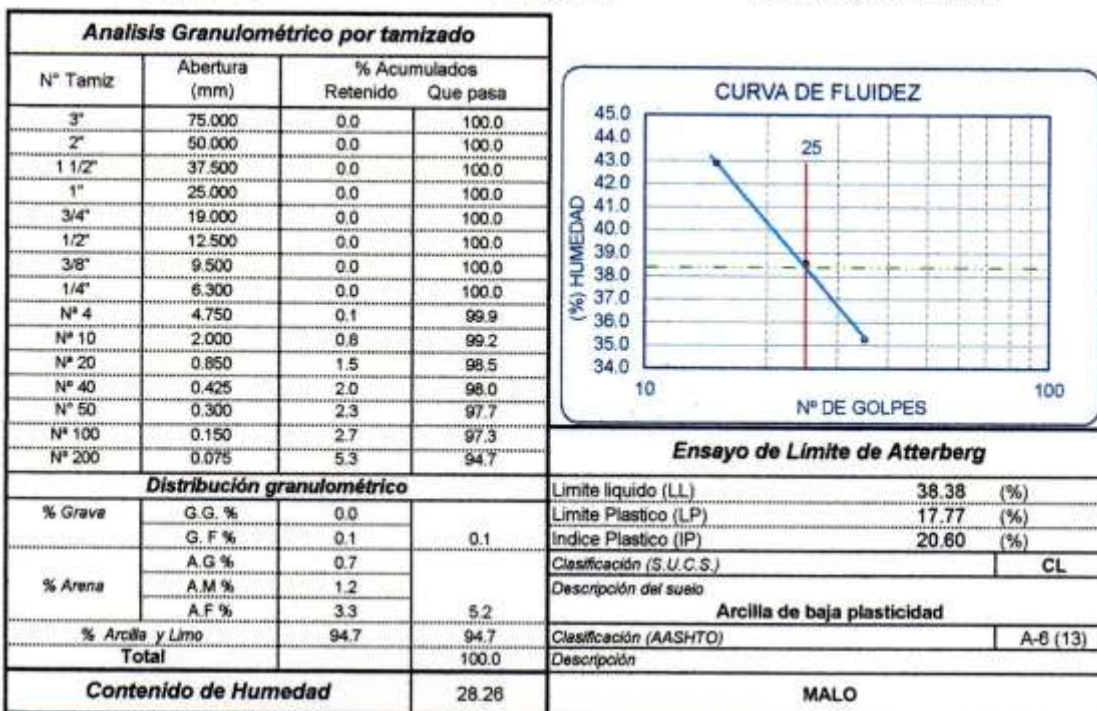 Analisis Granulométrico por tamizado
N° Tamiz Abertura (mm) % Acumulados Retenido Que pasa
3" 75.000 0.0 100.0
2" 50.000 0.0 100.0
1 1/2" 37.500 0.0 100.0
1" 25.000 0.0 100.0
3/4" 19.000 0.0 100.0
1/2" 12.500 0.0 100.0
3/8" 9.500 0.0 100.0
1/4" 6.300 0.0 100.0
Nª 4 4.750 0.1 99.9
Nª 10 2.000 0.8 99.2
Nª 20 0.850 1.5 98.5
Nª 40 0.425 2.0 98.0
N° 50 0.300 2.3 97.7
Nª 100 0.150 2.7 97.3
Nª 200 0.075 5.3 94.7
Distribución granulométrico
% Grava G.G. % 0.0
G. F % 0.1 0.1
% Arena A.G % 0.7
A.M % 1.2
A.F % 3.3 5.2
% Arcilla y Limo 94.7 94.7
Total 100.0
Contenido de Humedad 28.26
CURVA DE FLUIDEZ
(%) HUMEDAD
45.0
44.0
43.0
42.0
41.0
40.0
39.0
38.0
37.0
36.0
35.0
34.0
25
10 100
Nº DE GOLPES
Ensayo de Límite de Atterberg
Limite liquido (LL) 38.38 (%)
Limite Plastico (LP) 17.77 (%)
Indice Plastico (IP) 20.60 (%)
Clasificación (S.U.C.S.) CL
Descripción del suelo
Arcilla de baja plasticidad
Clasificación (AASHTO) A-6 (13)
Descripción
MALO